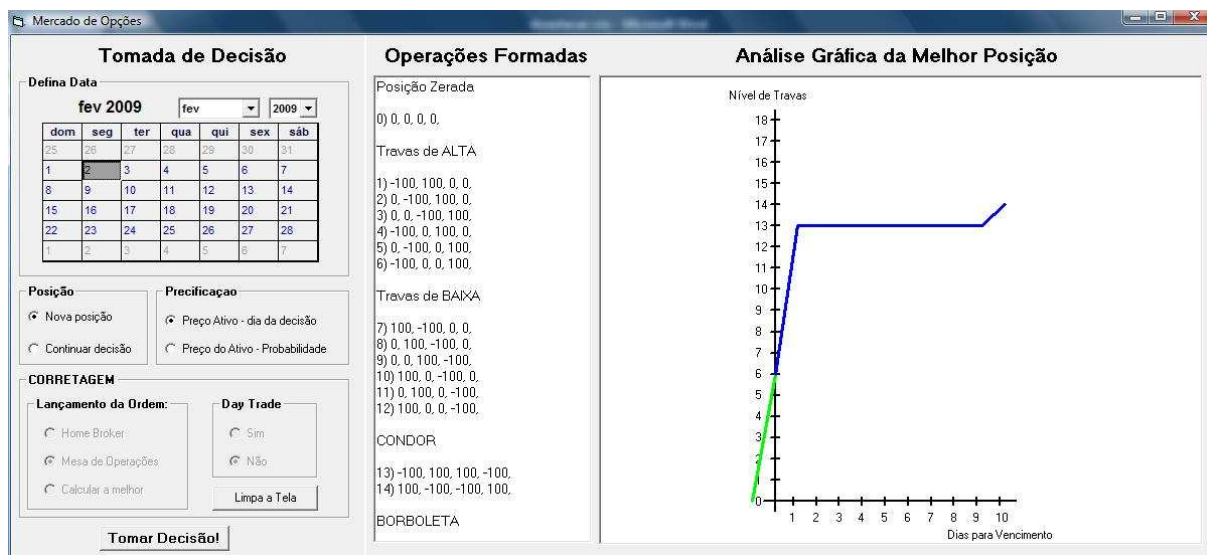 Mercado de Opções
Tomada de Decisão
Defina Data
fev 2009
fev
2009
dom seg ter qua qui sex sáb
25 26 27 28 29 30 31
1 2 3 4 5 6 7
8 9 10 11 12 13 14
15 16 17 18 19 20 21
22 23 24 25 26 27 28
1 2 3 4 5 6 7
Posição
Nova posição
Continuar decisão
Precificaçao
Preço Ativo - dia da decisão
Preço do Ativo - Probabilidade
CORRETAGEM
Lançamento da Ordem:
Home Broker
Mesa de Operações
Calcular a melhor
Day Trade
Sim
Não
Limpa a Tela
Tomar Decisão!
Operações Formadas
Posição Zerada
0) 0, 0, 0, 0,
Travas de ALTA
1) -100, 100, 0, 0,
2) 0, -100, 100, 0,
3) 0, 0, -100, 100,
4) -100, 0, 100, 0,
5) 0, -100, 0, 100,
6) -100, 0, 0, 100,
Travas de BAIXA
7) 100, -100, 0, 0,
8) 0, 100, -100, 0,
9) 0, 0, 100, -100,
10) 100, 0, -100, 0,
11) 0, 100, 0, -100,
12) 100, 0, 0, -100,
CONDOR
13) -100, 100, 100, -100,
14) 100, -100, -100, 100,
BORBOLETA
Análise Gráfica da Melhor Posição
Nível de Travas
18
17
16
15
14
13
12
11
10
9
8
7
6
5
4
3
2
1
0
1 2 3 4 5 6 7 8 9 10
Dias para Vencimento